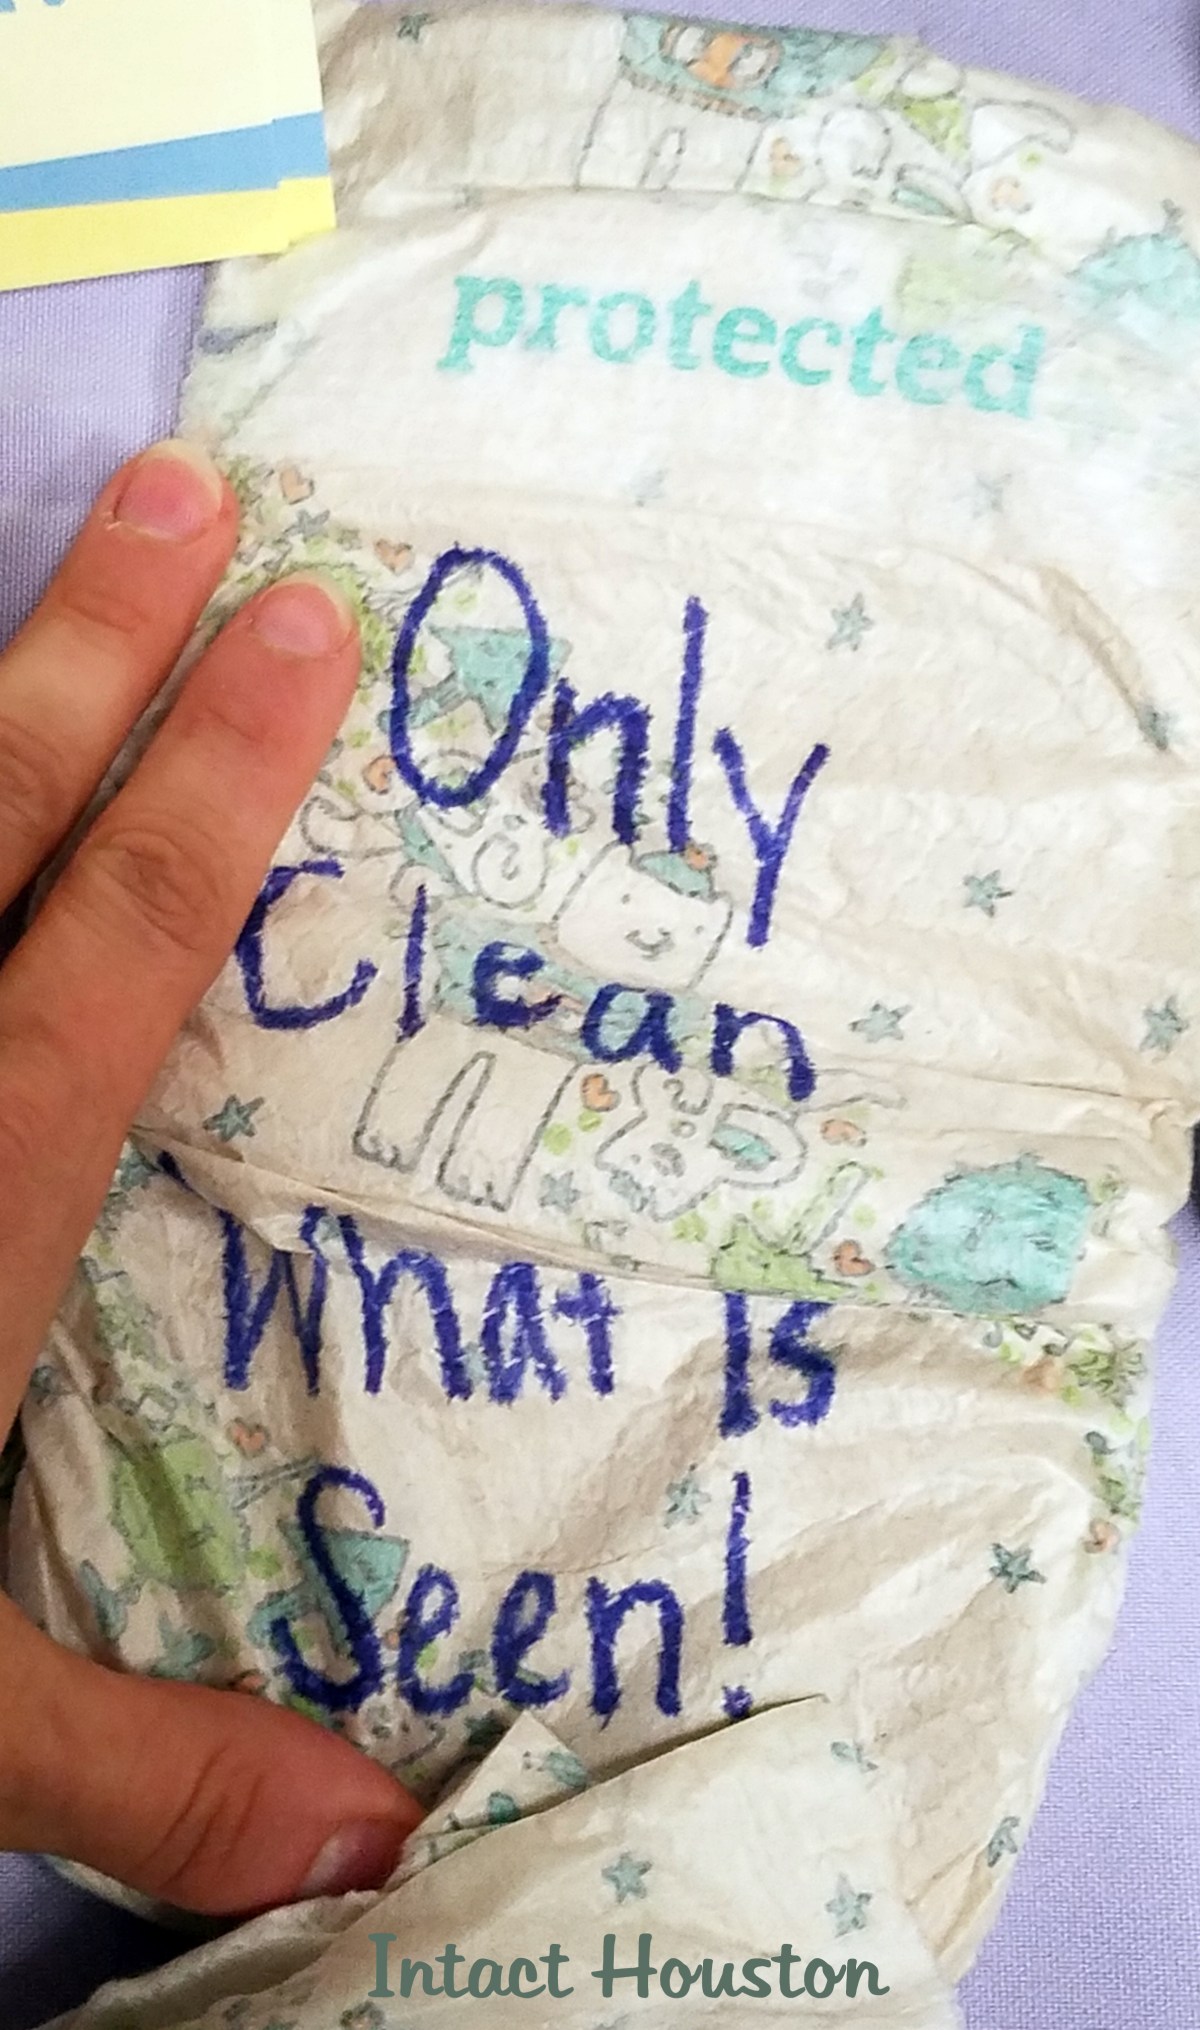 protected
Only
Clean
What Is
Seen!
Intact Houston